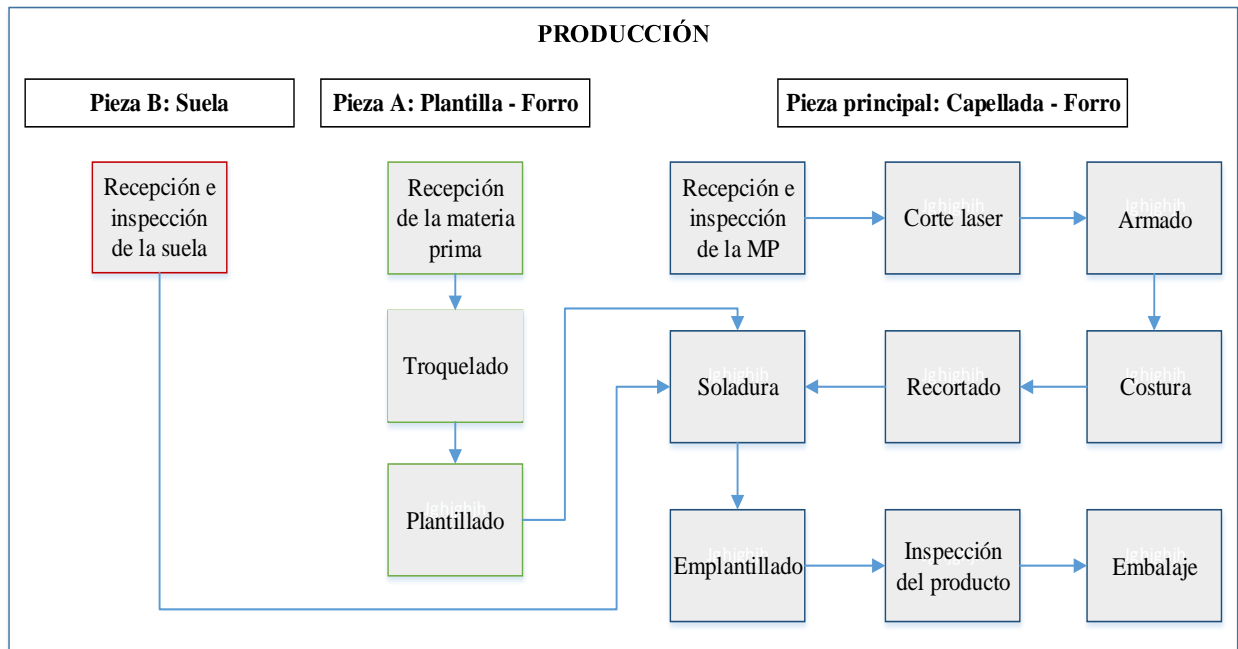 PRODUCCIÓN
Pieza B: Suela
Pieza A: Plantilla - Forro
Pieza principal: Capellada - Forro
Recepción e
inspección
de la suela
Recepción
de la materia
prima
Recepción e
inspección
de la MP
Corte laser
Armado
Troquelado
Soladura
Recortado
Costura
Plantillado
Emplantillado
Inspección
del producto
Embalaje